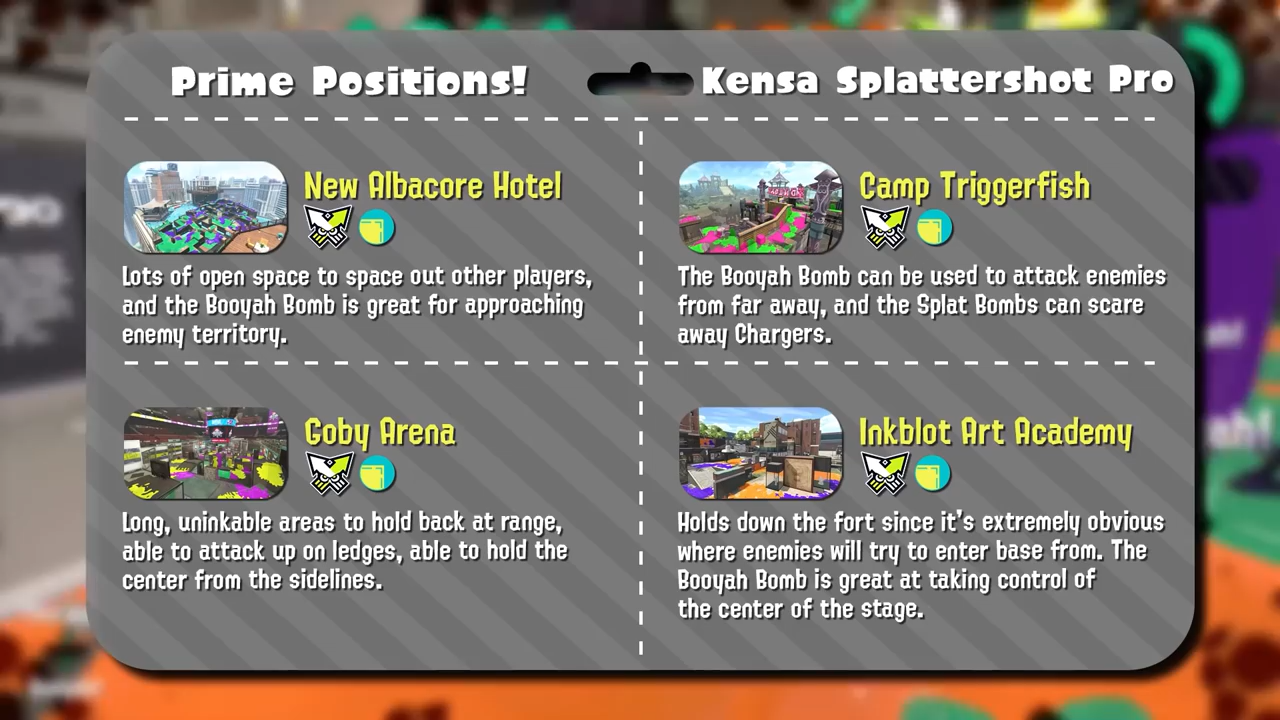 Prime Positions!
Kensa Splattershot Pro
New Albacore Hotel
Lots of open space to space out other players,
and the Booyah Bomb is great for approaching
enemy territory.
Camp Triggerfish
The Booyah Bomb can be used to attack enemies
from far away, and the Splat Bombs can scare
away Chargers.
Goby Arena
Long, uninkable areas to hold back at range,
able to attack up on ledges, able to hold the
center from the sidelines.
Inkblot Art Academy
Holds down the fort since it's extremely obvious
where enemies will try to enter base from. The
Booyah Bomb is great at taking control of
the center of the stage.